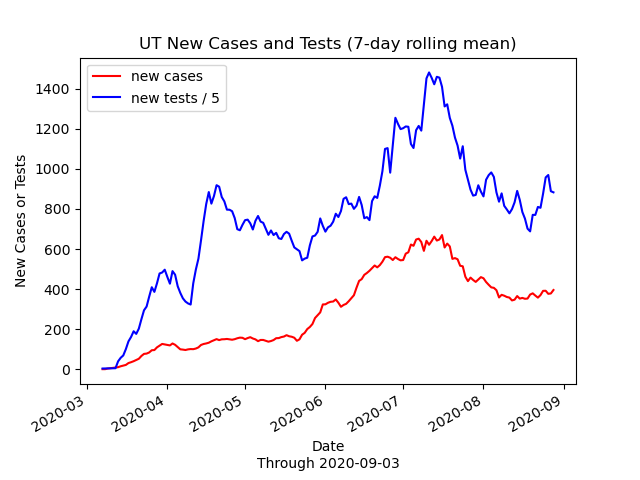 UT New Cases and Tests (7-day rolling mean)
new cases
new tests / 5
New Cases or Tests
1400
1200
1000
800
600
400
200
0
2020-03
2020-04
2020-05
2020-06
2020-07
2020-08
2020-09
Date
Through 2020-09-03